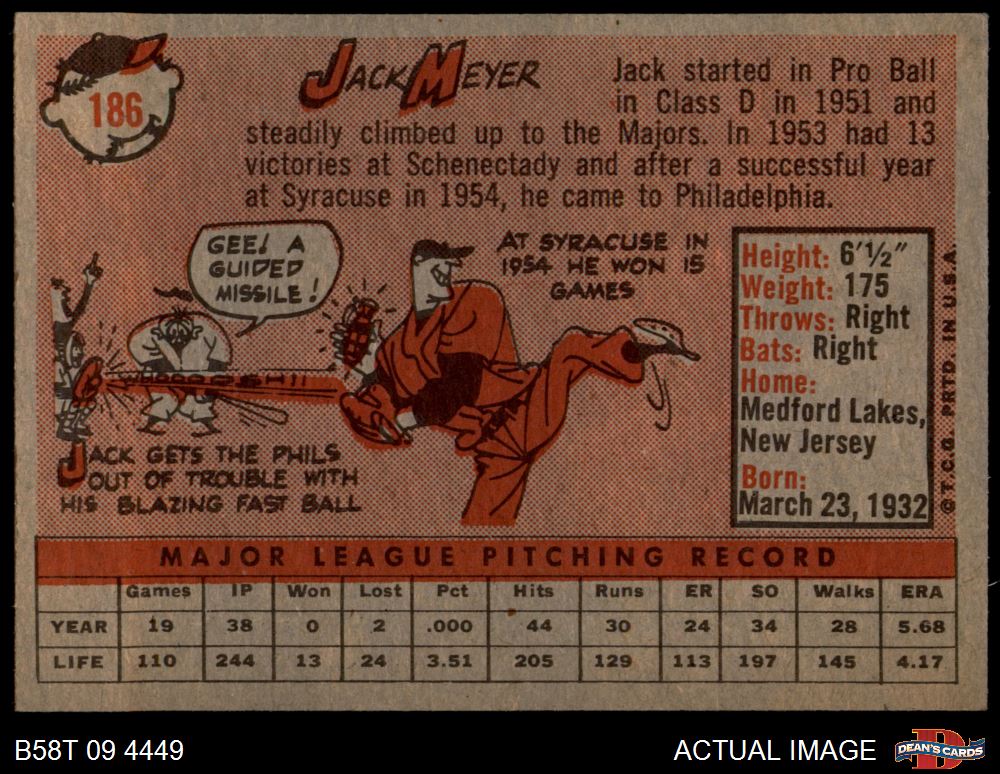 186
JACK MEYER
Jack started in Pro Ball
in Class D in 1951 and
steadily climbed up to the Majors. In 1953 had 13
victories at Schenectady and after a successful year
at Syracuse in 1954, he came to Philadelphia.
GEE! A
GUIDED
MISSILE!
AT SYRACUSE IN
1954 HE WON 15
GAMES
JACK GETS THE PHILS
OUT OF TROUBLE WITH
HIS BLAZING FAST BALL
Height: 6'½"
Weight: 175
Throws: Right
Bats: Right
Home:
Medford Lakes,
New Jersey
Born:
March 23, 1932
© T.C.G. PRTD. IN U.S.A.
MAJOR LEAGUE PITCHING RECORD
Games IP Won Lost Pct Hits Runs ER SO Walks ERA
YEAR 19 38 0 2 .000 44 30 24 34 28 5.68
LIFE 110 244 13 24 3.51 205 129 113 197 145 4.17
B58T 09 4449
ACTUAL IMAGE
DEAN'S CARDS